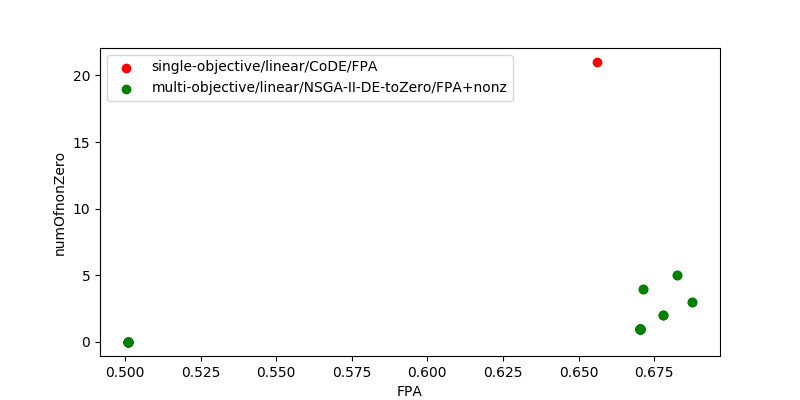 single-objective/linear/CoDE/FPA
multi-objective/linear/NSGA-II-DE-toZero/FPA+nonz
20
15
10
5
0
numOfnonZero
0.500 0.525 0.550 0.575 0.600 0.625 0.650 0.675
FPA